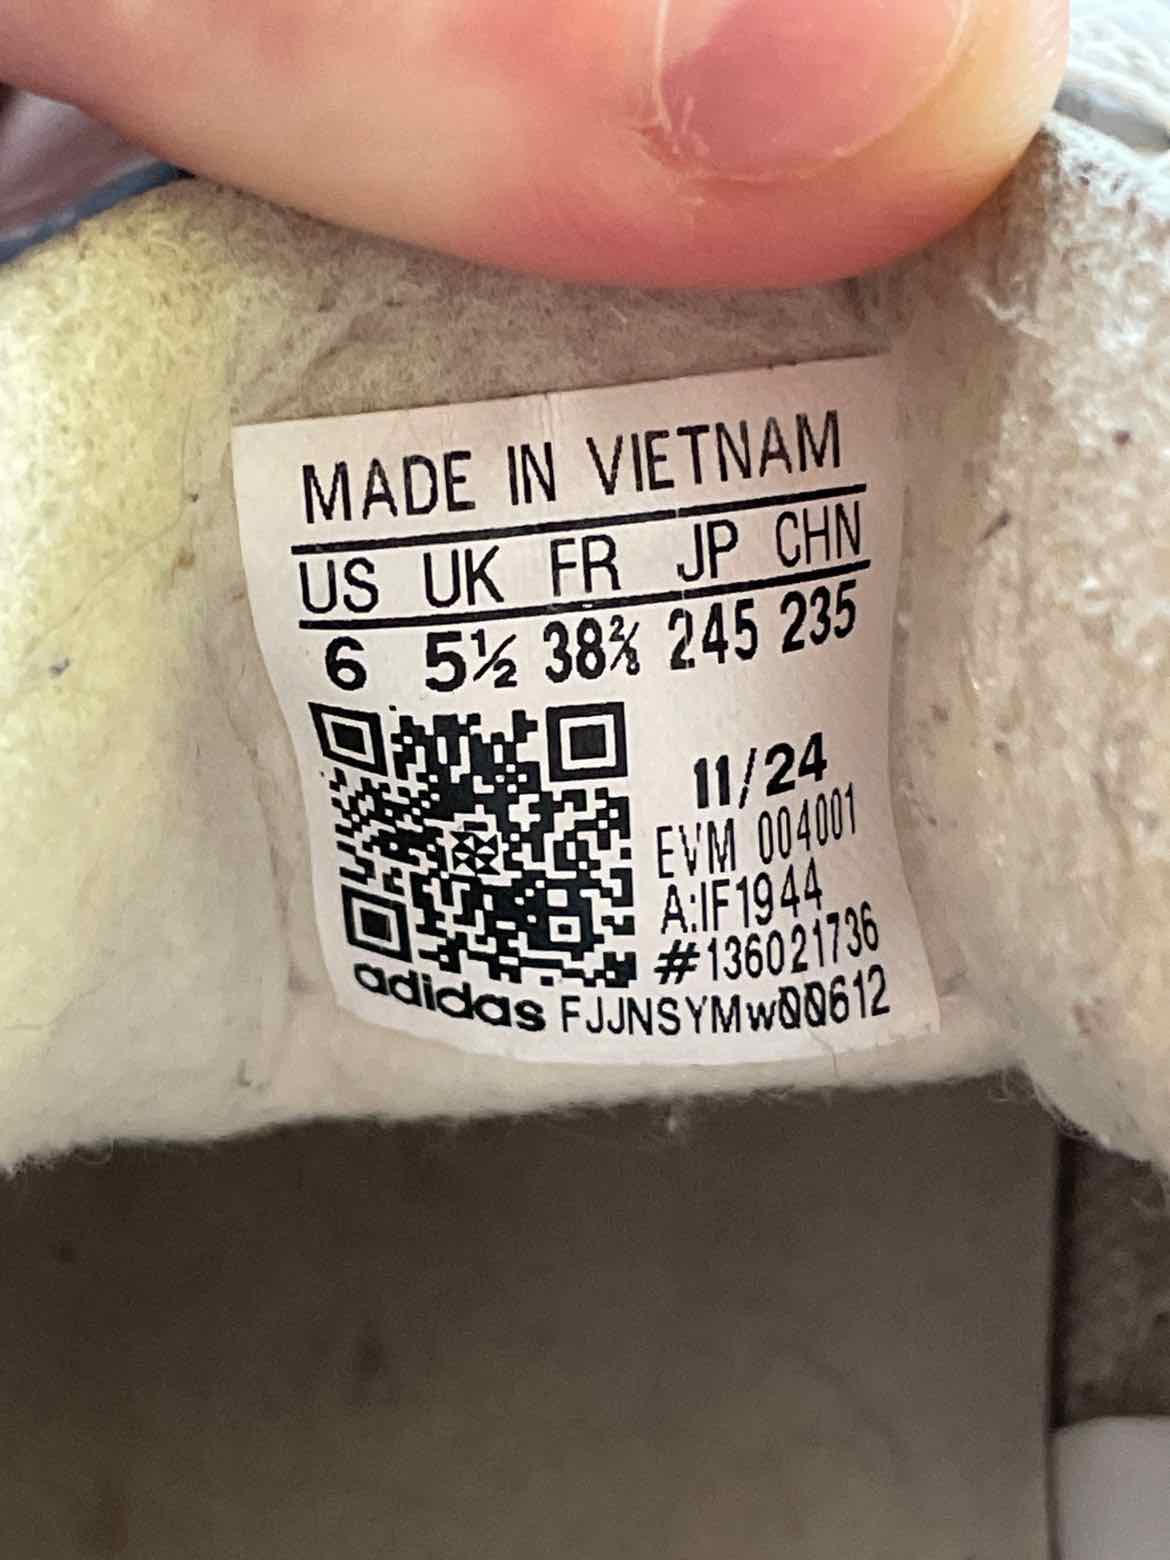 MADE IN VIETNAM
US UK FR JP CHN
6 5½ 38⅔ 245 235
11/24
EVM 004001
A:IF1944
#136021736
adidas FJJNSYMw00612